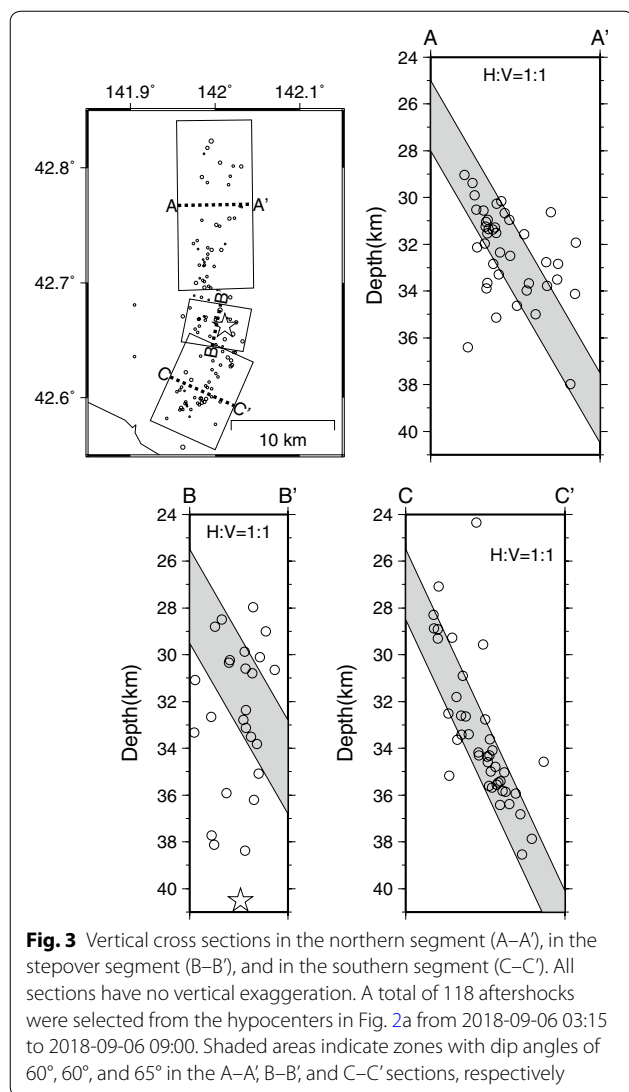 141.9° 142° 142.1°
42.8°
42.7°
42.6°
A A'
B B'
C C'
10 km
A A'
H:V=1:1
Depth(km)
24
26
28
30
32
34
36
38
40
B B'
H:V=1:1
Depth(km)
24
26
28
30
32
34
36
38
40
C C'
H:V=1:1
Depth(km)
24
26
28
30
32
34
36
38
40
Fig. 3 Vertical cross sections in the northern segment (A–A′), in the
stepover segment (B–B′), and in the southern segment (C–C′). All
sections have no vertical exaggeration. A total of 118 aftershocks
were selected from the hypocenters in Fig. 2a from 2018-09-06 03:15
to 2018-09-06 09:00. Shaded areas indicate zones with dip angles of
60°, 60°, and 65° in the A–A′, B–B′, and C–C′ sections, respectively